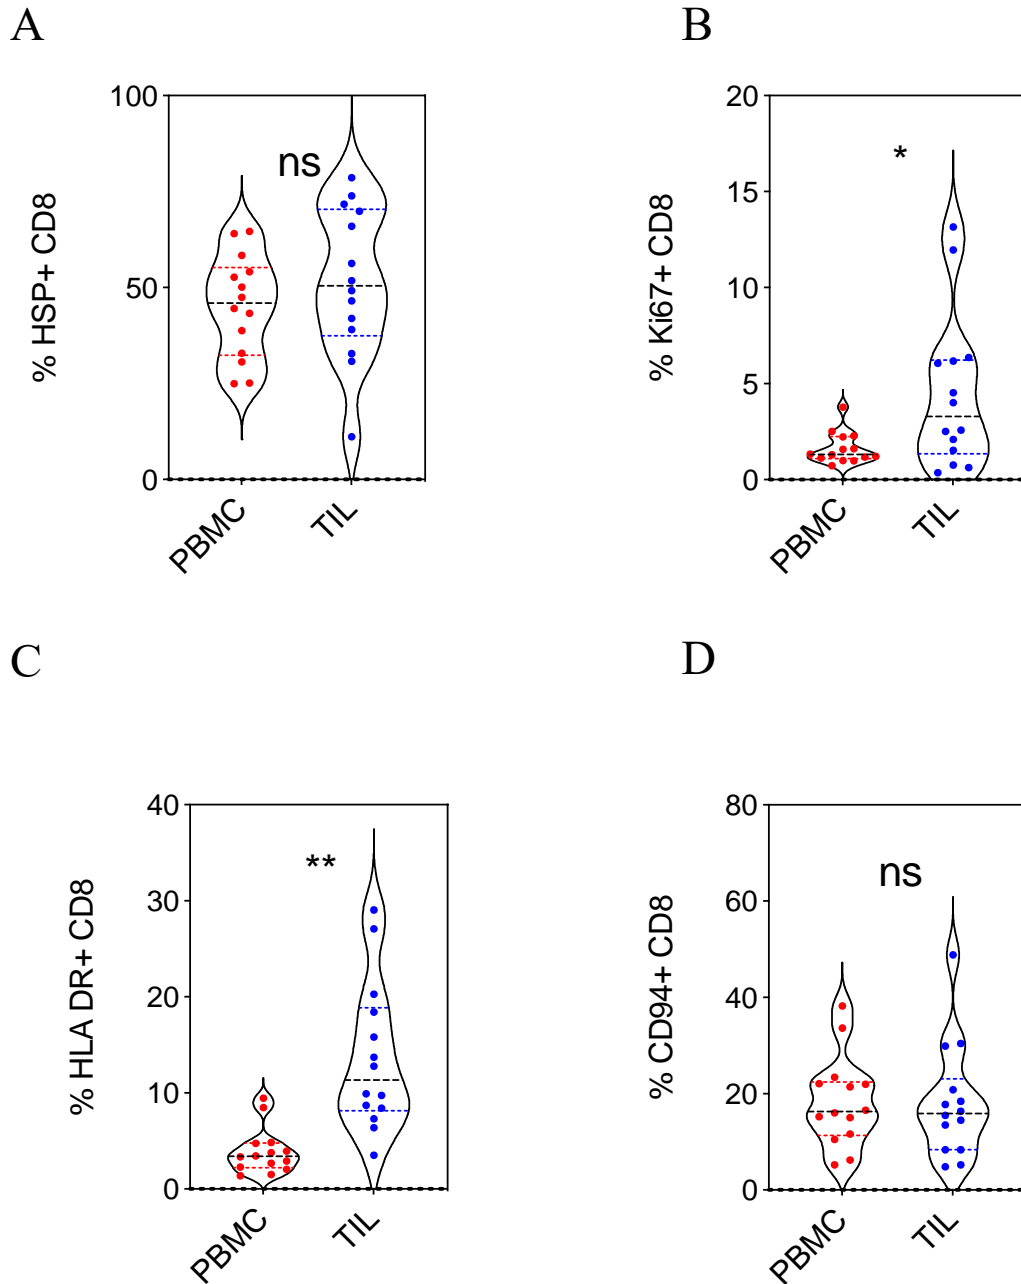 A
% HSP+ CD8
100
50
0
ns
PBMC
TIL
B
% Ki67+ CD8
20
15
10
5
0
*
PBMC
TIL
C
% HLA DR+ CD8
40
30
20
10
0
**
PBMC
TIL
D
% CD94+ CD8
80
60
40
20
0
ns
PBMC
TIL